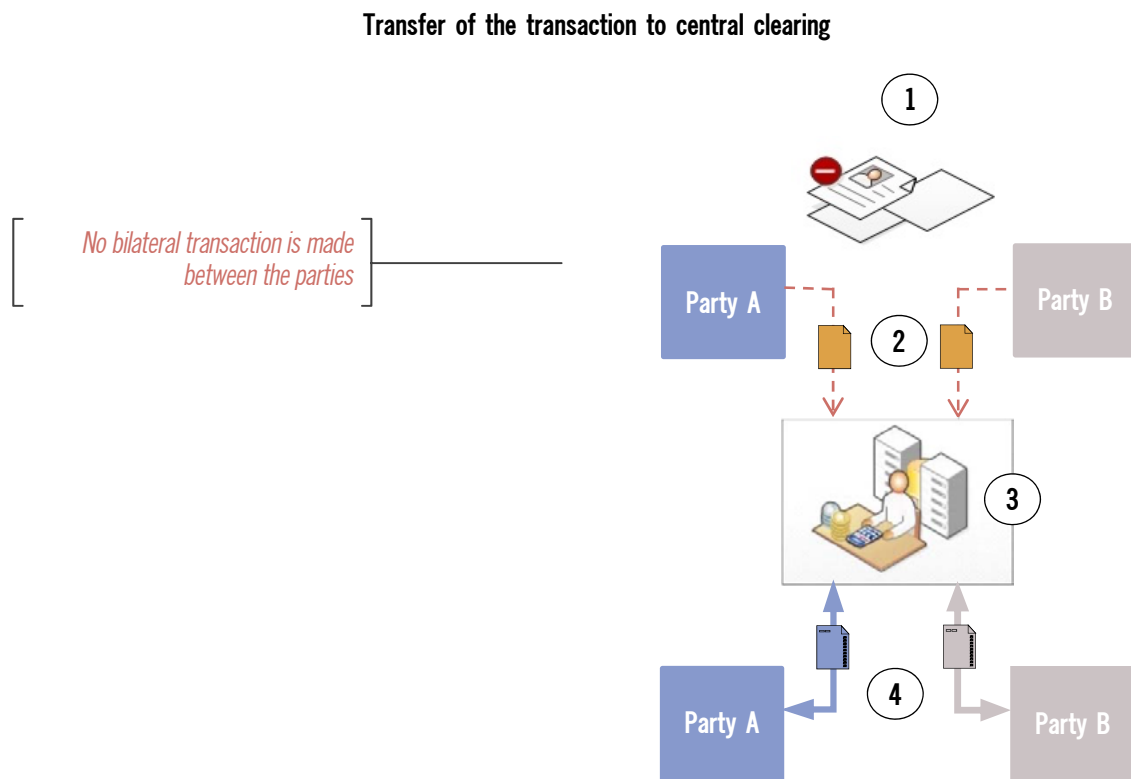 Transfer of the transaction to central clearing
1
No bilateral transaction is made
between the parties
Party A
Party B
2
3
4
Party A
Party B